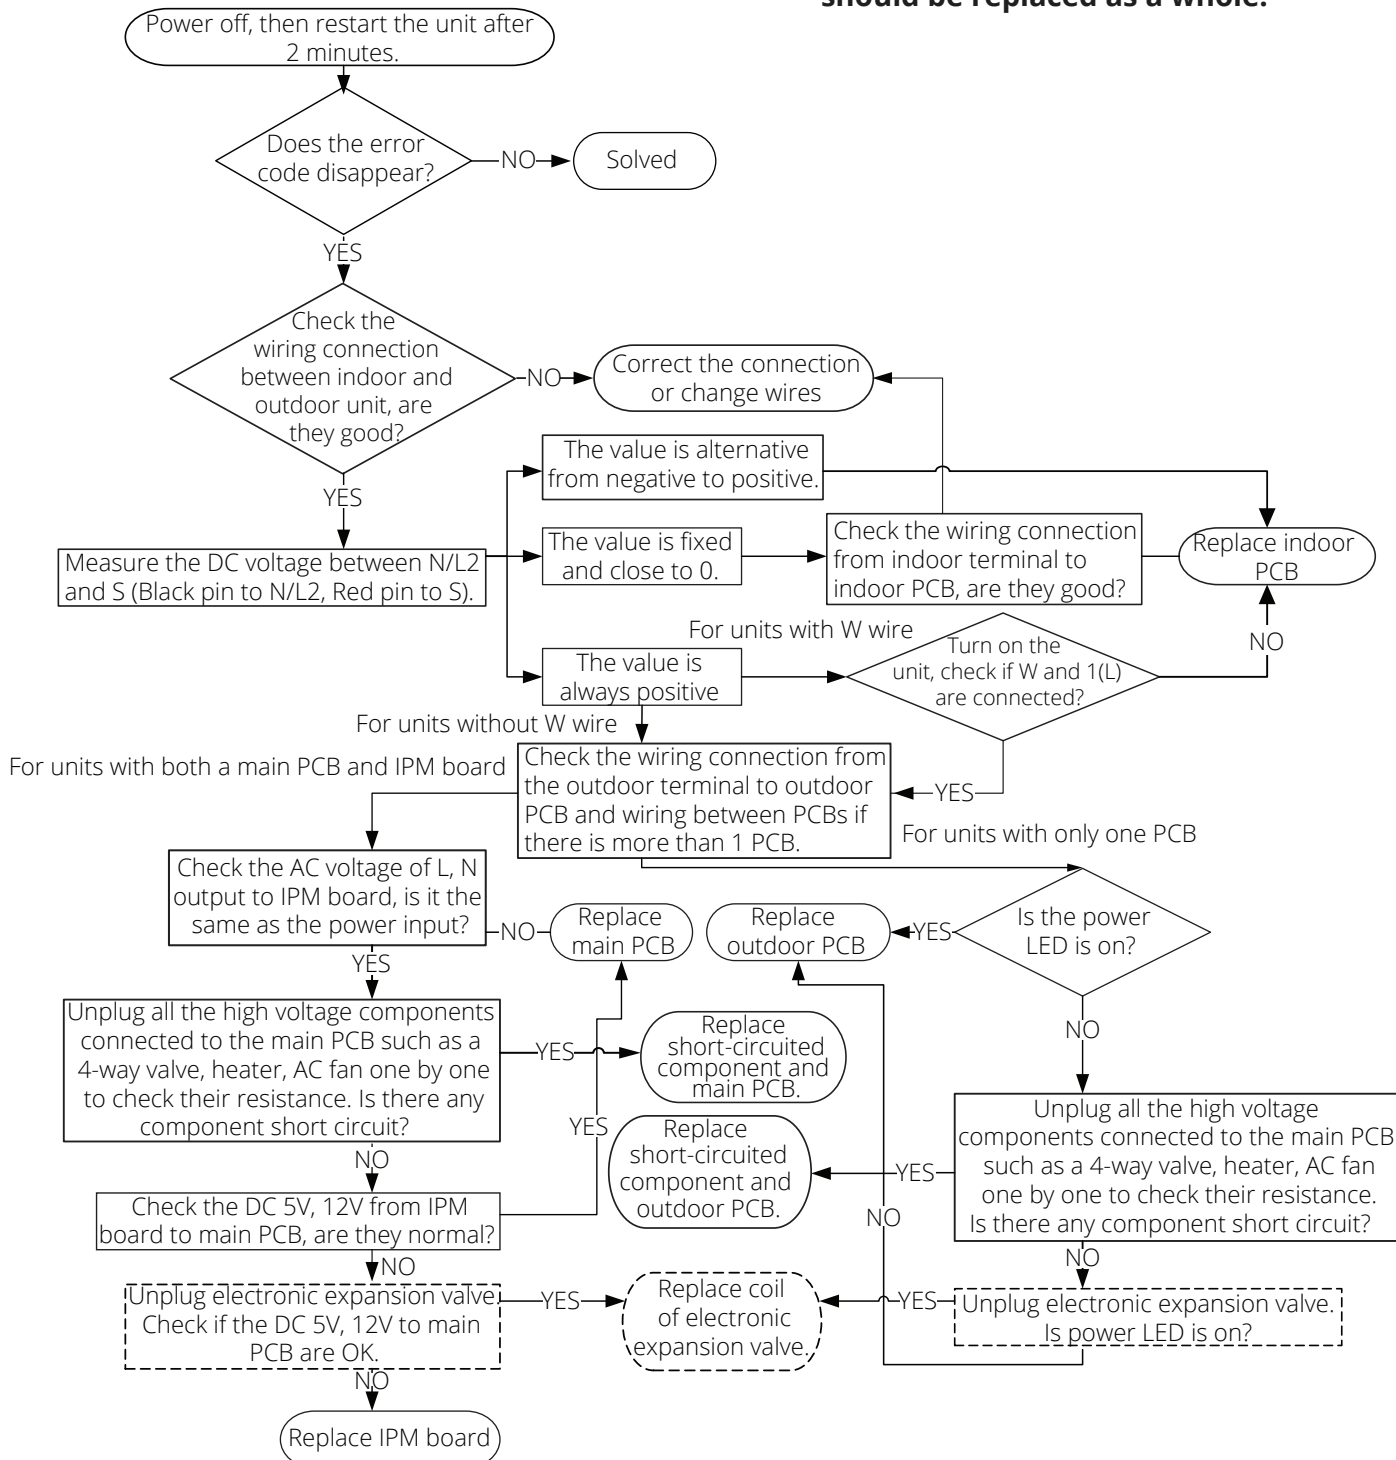 should be replaced as a whole.
Power off, then restart the unit after
2 minutes.
Does the error
code disappear?
NO
Solved
YES
Check the
wiring connection
between indoor and
outdoor unit, are
they good?
NO
Correct the connection
or change wires
YES
The value is alternative
from negative to positive.
Measure the DC voltage between N/L2
and S (Black pin to N/L2, Red pin to S).
The value is fixed
and close to 0.
Check the wiring connection
from indoor terminal to
indoor PCB, are they good?
Replace indoor
PCB
For units with W wire
The value is
always positive
Turn on the
unit, check if W and 1(L)
are connected?
NO
For units without W wire
For units with both a main PCB and IPM board
Check the wiring connection from
the outdoor terminal to outdoor
PCB and wiring between PCBs if
there is more than 1 PCB.
YES
For units with only one PCB
Check the AC voltage of L, N
output to IPM board, is it the
same as the power input?
NO
Replace
main PCB
Replace
outdoor PCB
YES
Is the power
LED is on?
YES
NO
Unplug all the high voltage components
connected to the main PCB such as a
4-way valve, heater, AC fan one by one
to check their resistance. Is there any
component short circuit?
YES
Replace
short-circuited
component and
main PCB.
YES
NO
Replace
short-circuited
component and
outdoor PCB.
YES
Unplug all the high voltage
components connected to the main PCB
such as a 4-way valve, heater, AC fan
one by one to check their resistance.
Is there any component short circuit?
Check the DC 5V, 12V from IPM
board to main PCB, are they normal?
NO
NO
NO
Unplug electronic expansion valve.
Check if the DC 5V, 12V to main
PCB are OK.
YES
Replace coil
of electronic
expansion valve.
YES
Unplug electronic expansion valve.
Is power LED is on?
NO
Replace IPM board